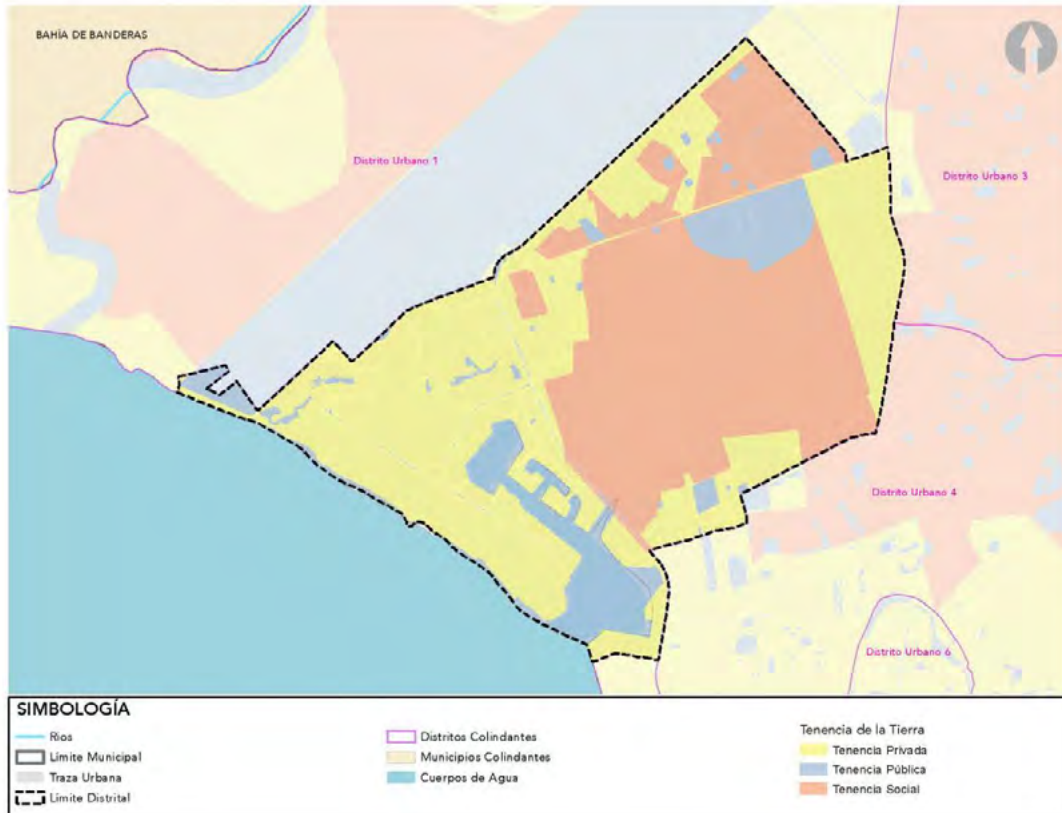 BAHÍA DE BANDERAS
Distrito Urbano 1
Distrito Urbano 3
Distrito Urbano 4
Distrito Urbano 6
SIMBOLOGÍA
Rios
Límite Municipal
Traza Urbana
Límite Distrital
Distritos Colindantes
Municipios Colindantes
Cuerpos de Agua
Tenencia de la Tierra
Tenencia Privada
Tenencia Pública
Tenencia Social